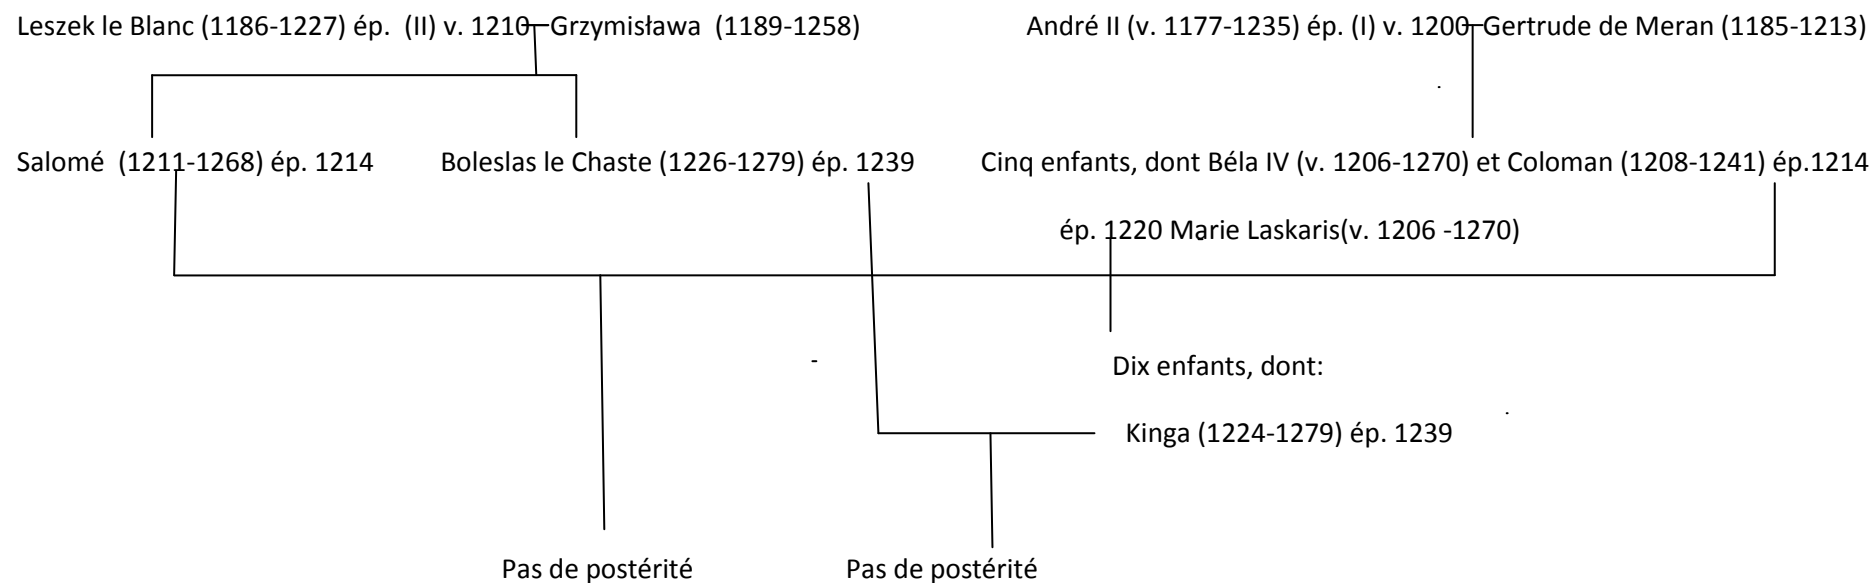 Leszek le Blanc (1186-1227) ép. (II) v. 1210 Grzymisława (1189-1258) André II (v. 1177-1235) ép. (I) v. 1200 Gertrude de Meran (1185-1213)
Salomé (1211-1268) ép. 1214 Boleslas le Chaste (1226-1279) ép. 1239 Cinq enfants, dont Béla IV (v. 1206-1270) et Coloman (1208-1241) ép.1214
ép. 1220 Marie Laskaris(v. 1206 -1270)
Dix enfants, dont:
Kinga (1224-1279) ép. 1239
Pas de postérité Pas de postérité